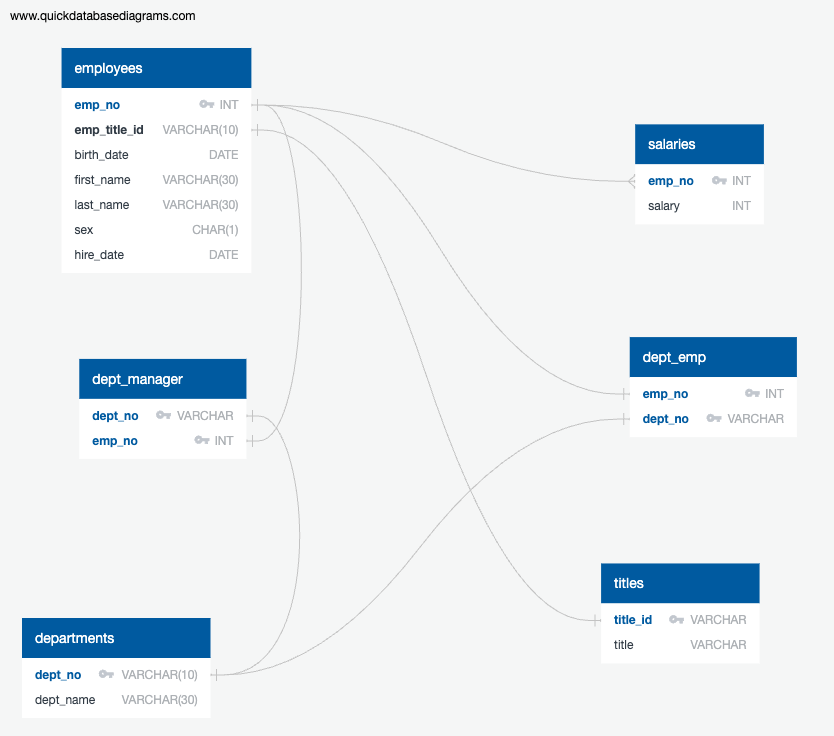 www.quickdatabasediagrams.com
employees
emp_no INT
emp_title_id VARCHAR(10)
birth_date DATE
first_name VARCHAR(30)
last_name VARCHAR(30)
sex CHAR(1)
hire_date DATE
salaries
emp_no INT
salary INT
dept_manager
dept_no VARCHAR
emp_no INT
dept_emp
emp_no INT
dept_no VARCHAR
titles
title_id VARCHAR
title VARCHAR
departments
dept_no VARCHAR(10)
dept_name VARCHAR(30)